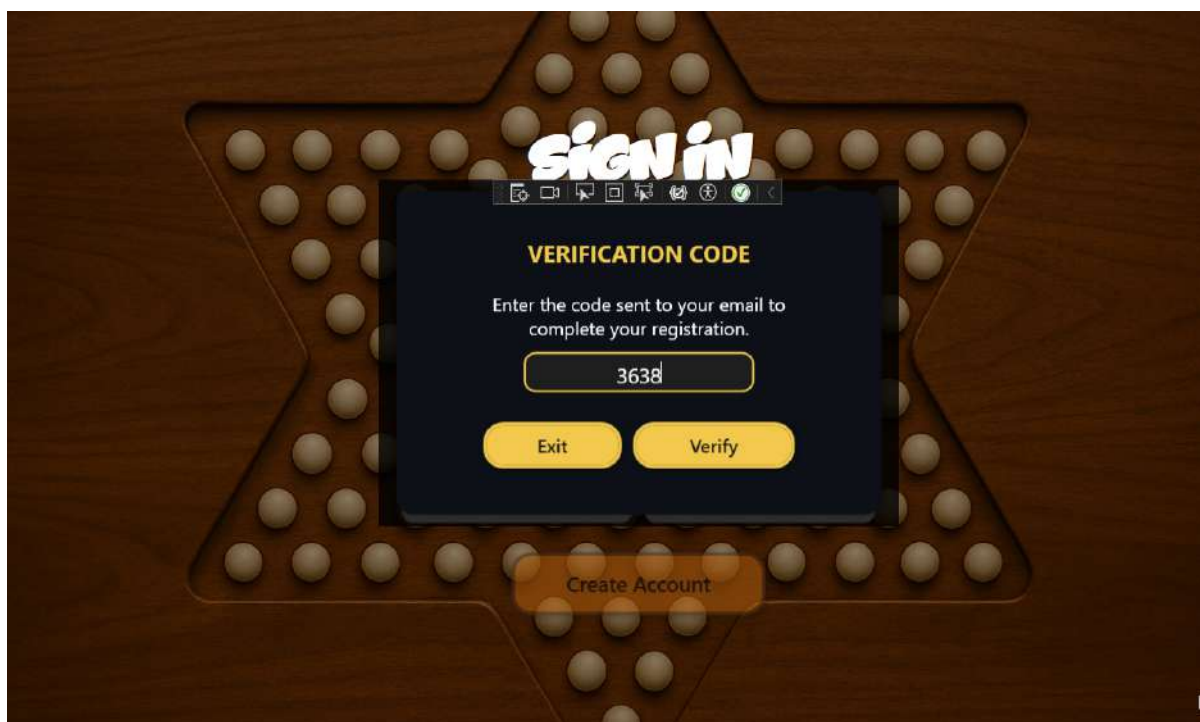 SiGN iN
VERIFICATION CODE
Enter the code sent to your email to
complete your registration.
3638
Exit Verify
Create Account